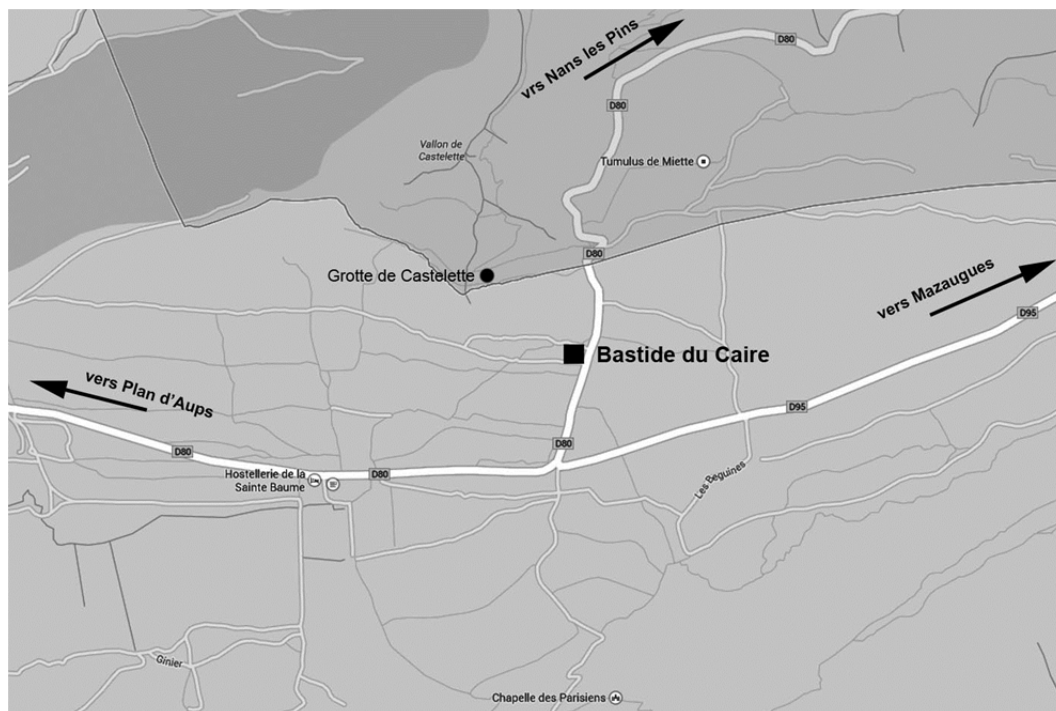 vrs Nans les Pins
D80
D80
Vallon de
Castelette
Tumulus de Miette
D80
Grotte de Castelette
vers Mazaugues
D95
Bastide du Caire
vers Plan d'Aups
D95
D80
D80
Hostellerie de la
Sainte Baume
D80
Les Beguines
Ginier
Chapelle des Parisiens